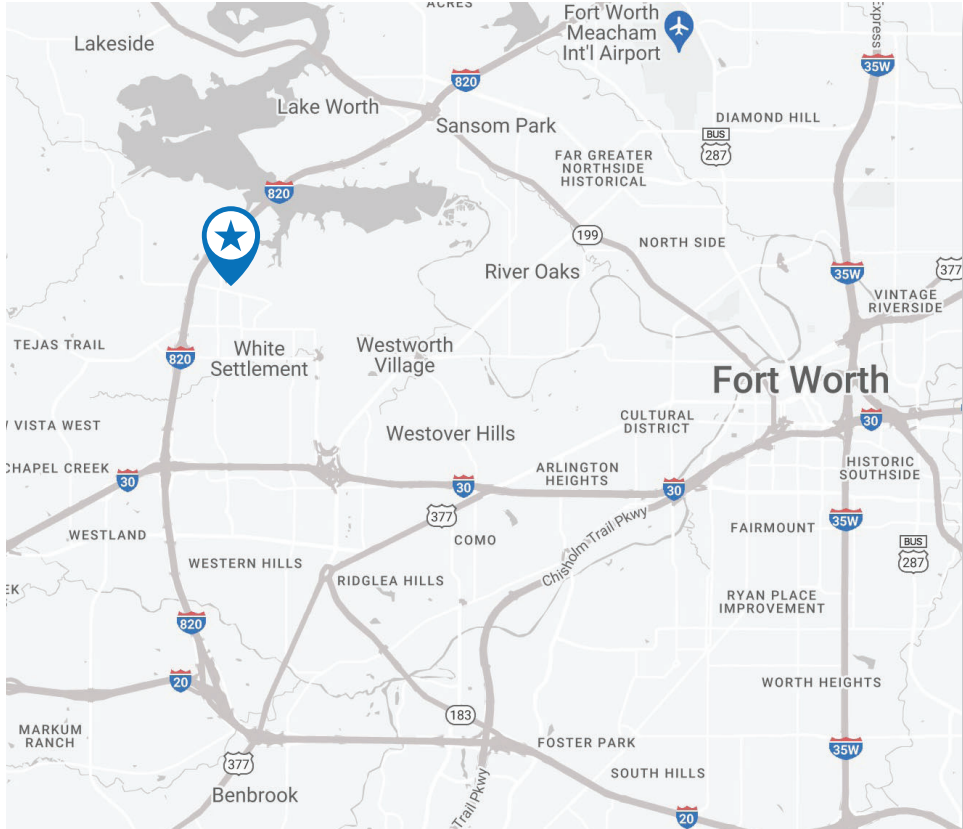 ACRES
Fort Worth
Meacham
Int'l Airport
Lakeside
Express
35W
820
Lake Worth
Sansom Park
DIAMOND HILL
BUS
287
FAR GREATER
NORTHSIDE
HISTORICAL
820
199
NORTH SIDE
River Oaks
35W
377
VINTAGE
RIVERSIDE
TEJAS TRAIL
820
White
Settlement
Westworth
Village
Fort Worth
CULTURAL
DISTRICT
30
VISTA WEST
Westover Hills
CHAPEL CREEK
30
30
ARLINGTON
HEIGHTS
30
HISTORIC
SOUTHSIDE
377
35W
WESTLAND
COMO
Chisholm Trail Pkwy
FAIRMOUNT
BUS
287
WESTERN HILLS
RIDGLEA HILLS
EK
RYAN PLACE
IMPROVEMENT
820
20
WORTH HEIGHTS
183
MARKUM
RANCH
FOSTER PARK
35W
377
SOUTH HILLS
Benbrook
Trail Pkwy
20